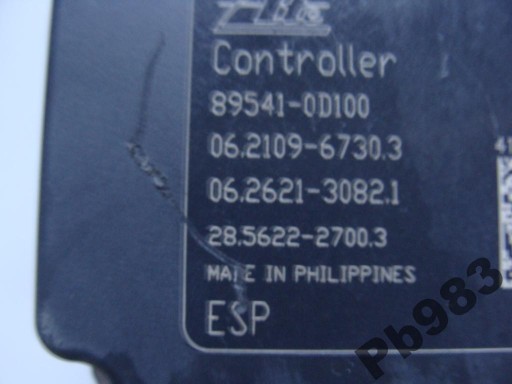 Controller
89541-0D100
06.2109-6730.3
06.2621-3082.1
28.5622-2700.3
MADE IN PHILIPPINES
ESP
41
Pb983